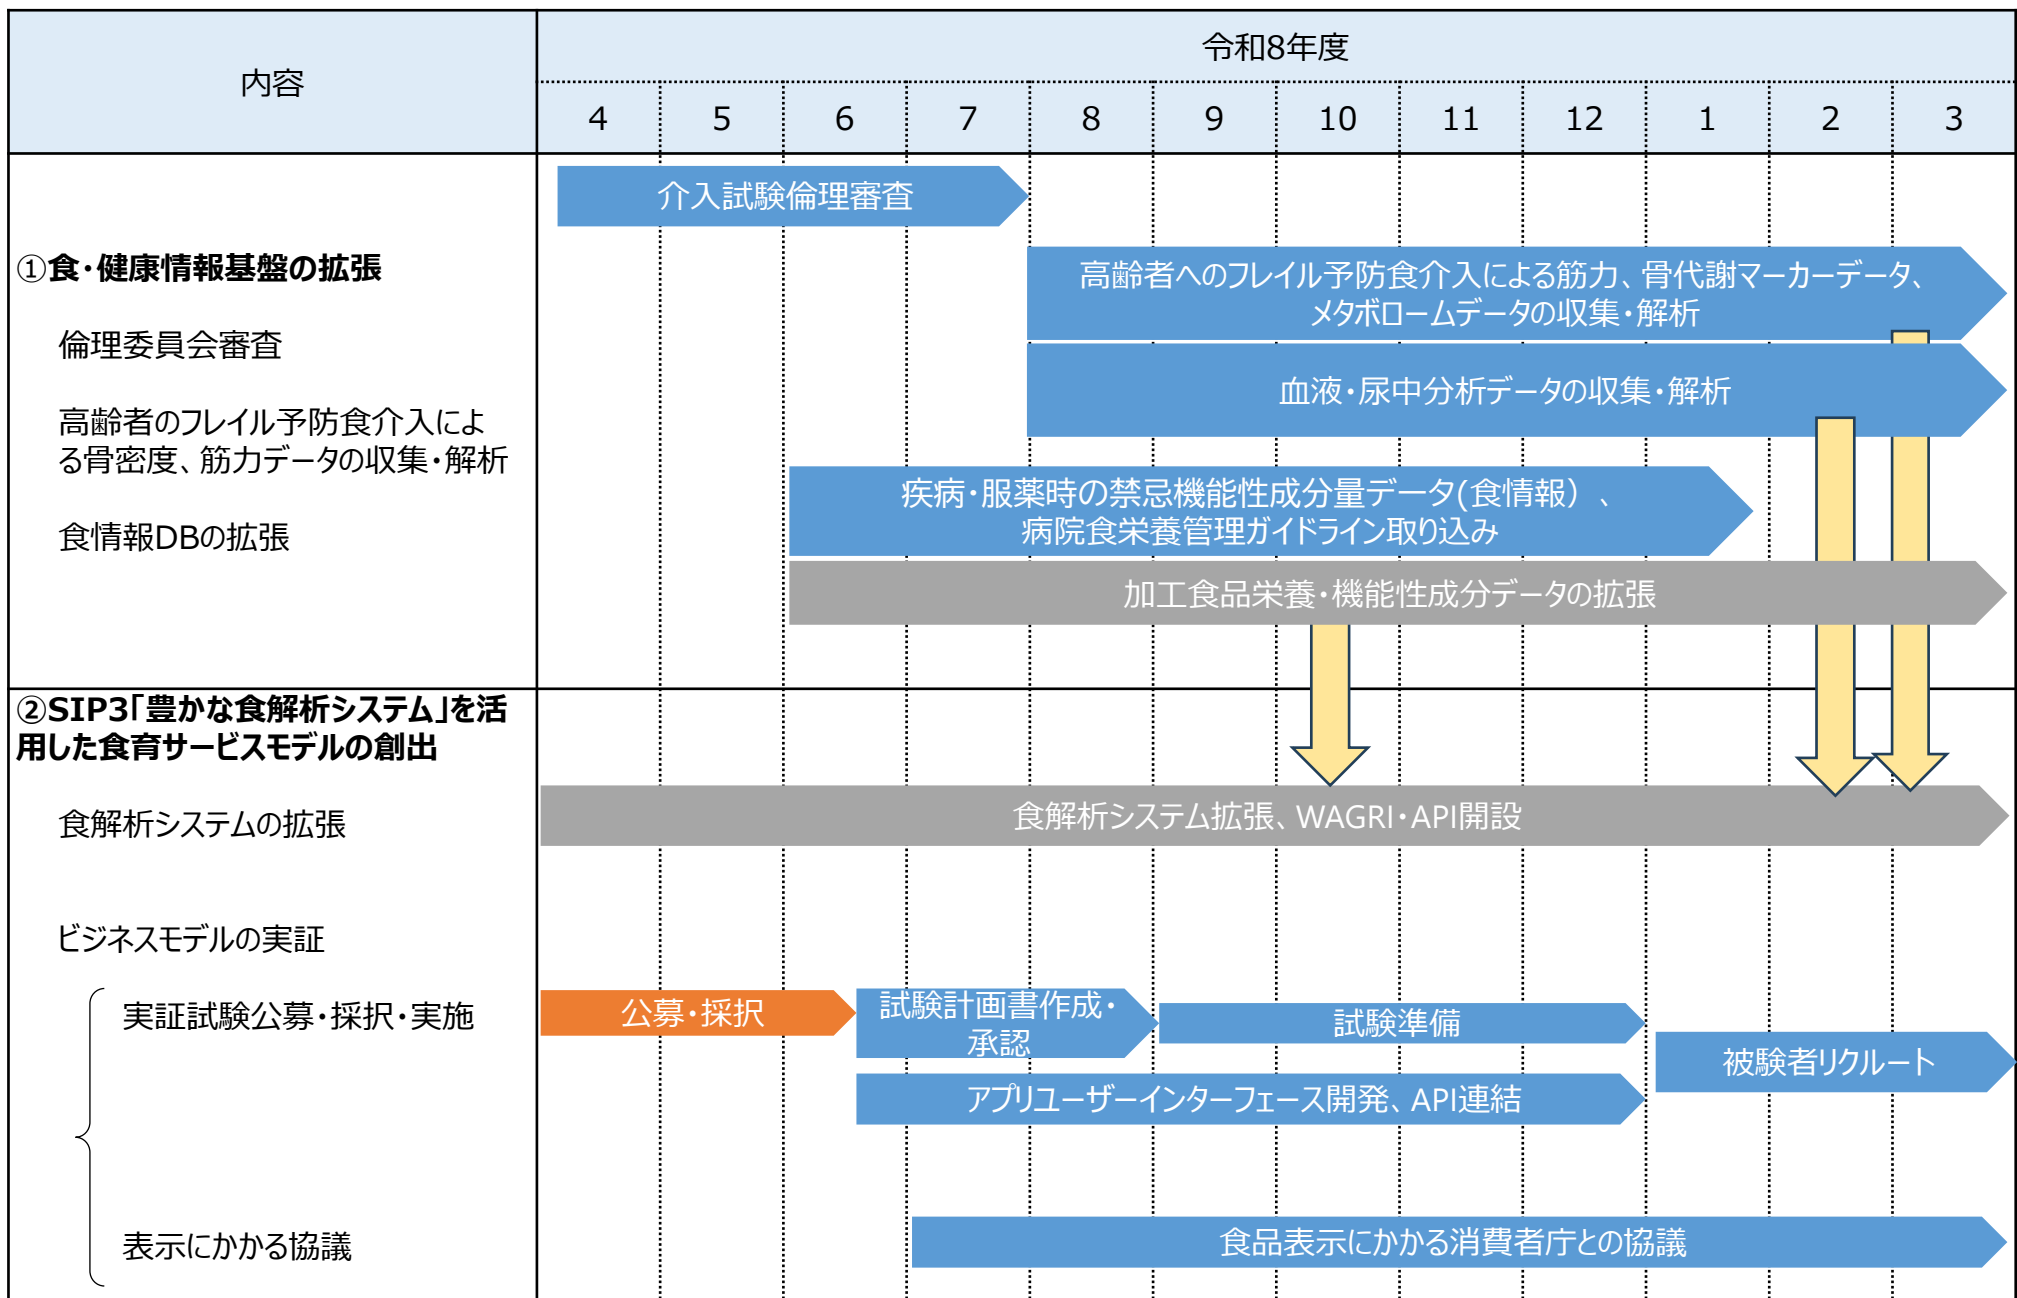 内容
令和8年度
4 5 6 7 8 9 10 11 12 1 2 3
介入試験倫理審査
①食・健康情報基盤の拡張
高齢者へのフレイル予防食介入による筋力、骨代謝マーカーデータ、
メタボロームデータの収集・解析
倫理委員会審査
血液・尿中分析データの収集・解析
高齢者のフレイル予防食介入によ
る骨密度、筋力データの収集・解析
疾病・服薬時の禁忌機能性成分量データ(食情報）、
病院食栄養管理ガイドライン取り込み
食情報DBの拡張
加工食品栄養・機能性成分データの拡張
②SIP3「豊かな食解析システム」を活
用した食育サービスモデルの創出
食解析システムの拡張
食解析システム拡張、WAGRI・API開設
ビジネスモデルの実証
実証試験公募・採択・実施
公募・採択
試験計画書作成・
承認
試験準備
被験者リクルート
アプリユーザーインターフェース開発、API連結
表示にかかる協議
食品表示にかかる消費者庁との協議